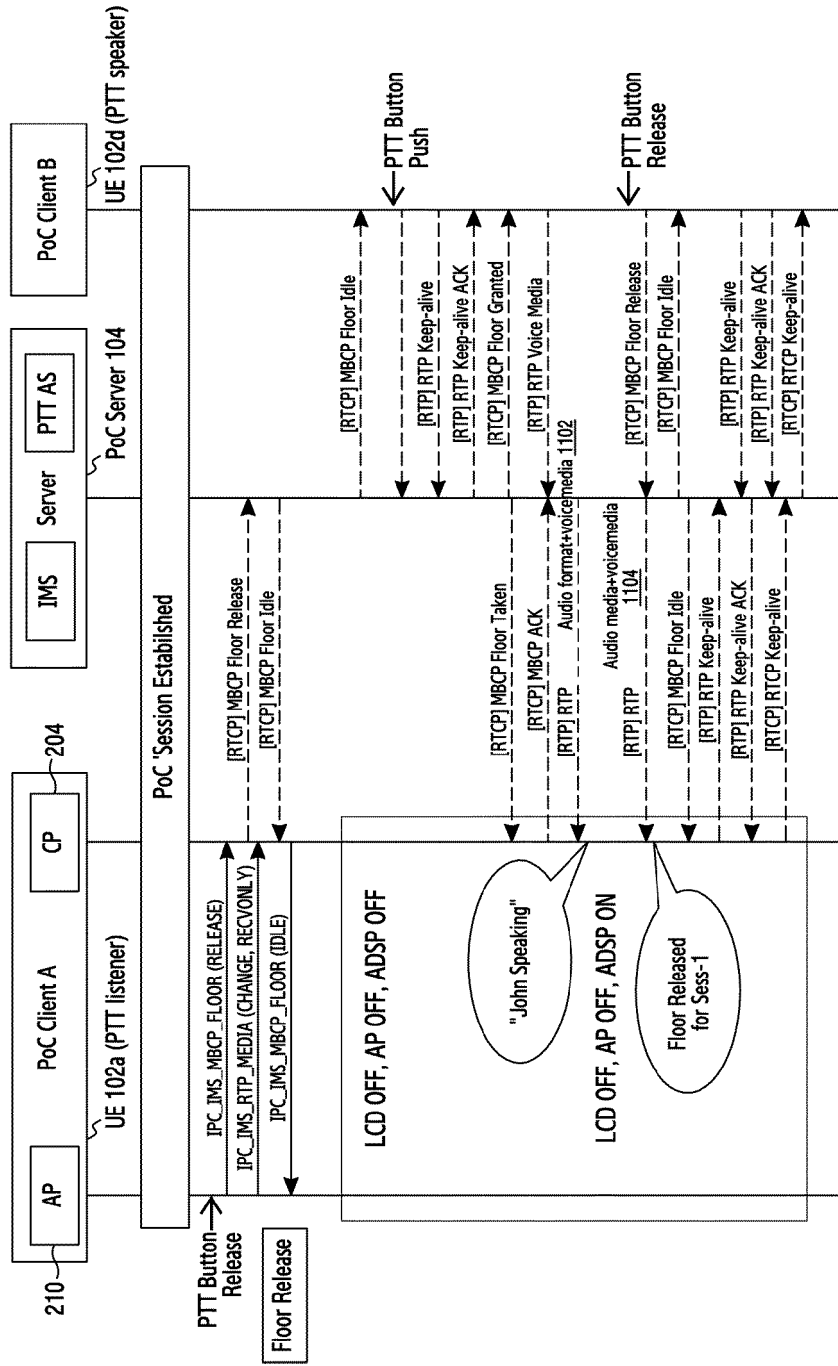 PoC Client A
AP
CP
210
204
UE 102a (PTT listener)
IMS
Server
PTT AS
PoC Server 104
PoC Client B
UE 102d (PTT speaker)
PoC 'Session Estabilshed
PTT Button
Release
IPC_IMS_MBCP_FLOOR (RELEASE)
[RTCP] MBCP Floor Release
IPC_IMS_RTP_MEDIA (CHANGE, RECVONLY)
[RTCP] MBCP Floor Idle
IPC_IMS_MBCP_FLOOR (IDLE)
Floor Release
LCD OFF, AP OFF, ADSP OFF
[RTCP] MBCP Floor Idle
PTT Button
Push
[RTP] RTP Keep-alive
[RTP] RTP Keep-alive ACK
[RTCP] MBCP Floor Granted
[RTCP] MBCP Floor Taken
[RTP] RTP Voice Media
[RTCP] MBCP ACK
[RTP] RTP Audio format+voicemedia 1102
" John Speaking"
LCD OFF, AP OFF, ADSP ON
PTT Button
Release
Audio media+voicemedia
[RTP] RTP 1104
[RTCP] MBCP Floor Release
Floor Released
for Sess-1
[RTCP] MBCP Floor Idle
[RTCP] MBCP Floor Idle
[RTP] RTP Keep-alive
[RTP] RTP Keep-alive
[RTP] RTP Keep-alive ACK
[RTP] RTP Keep-alive ACK
[RTCP] RTCP Keep-alive
[RTCP] RTCP Keep-alive